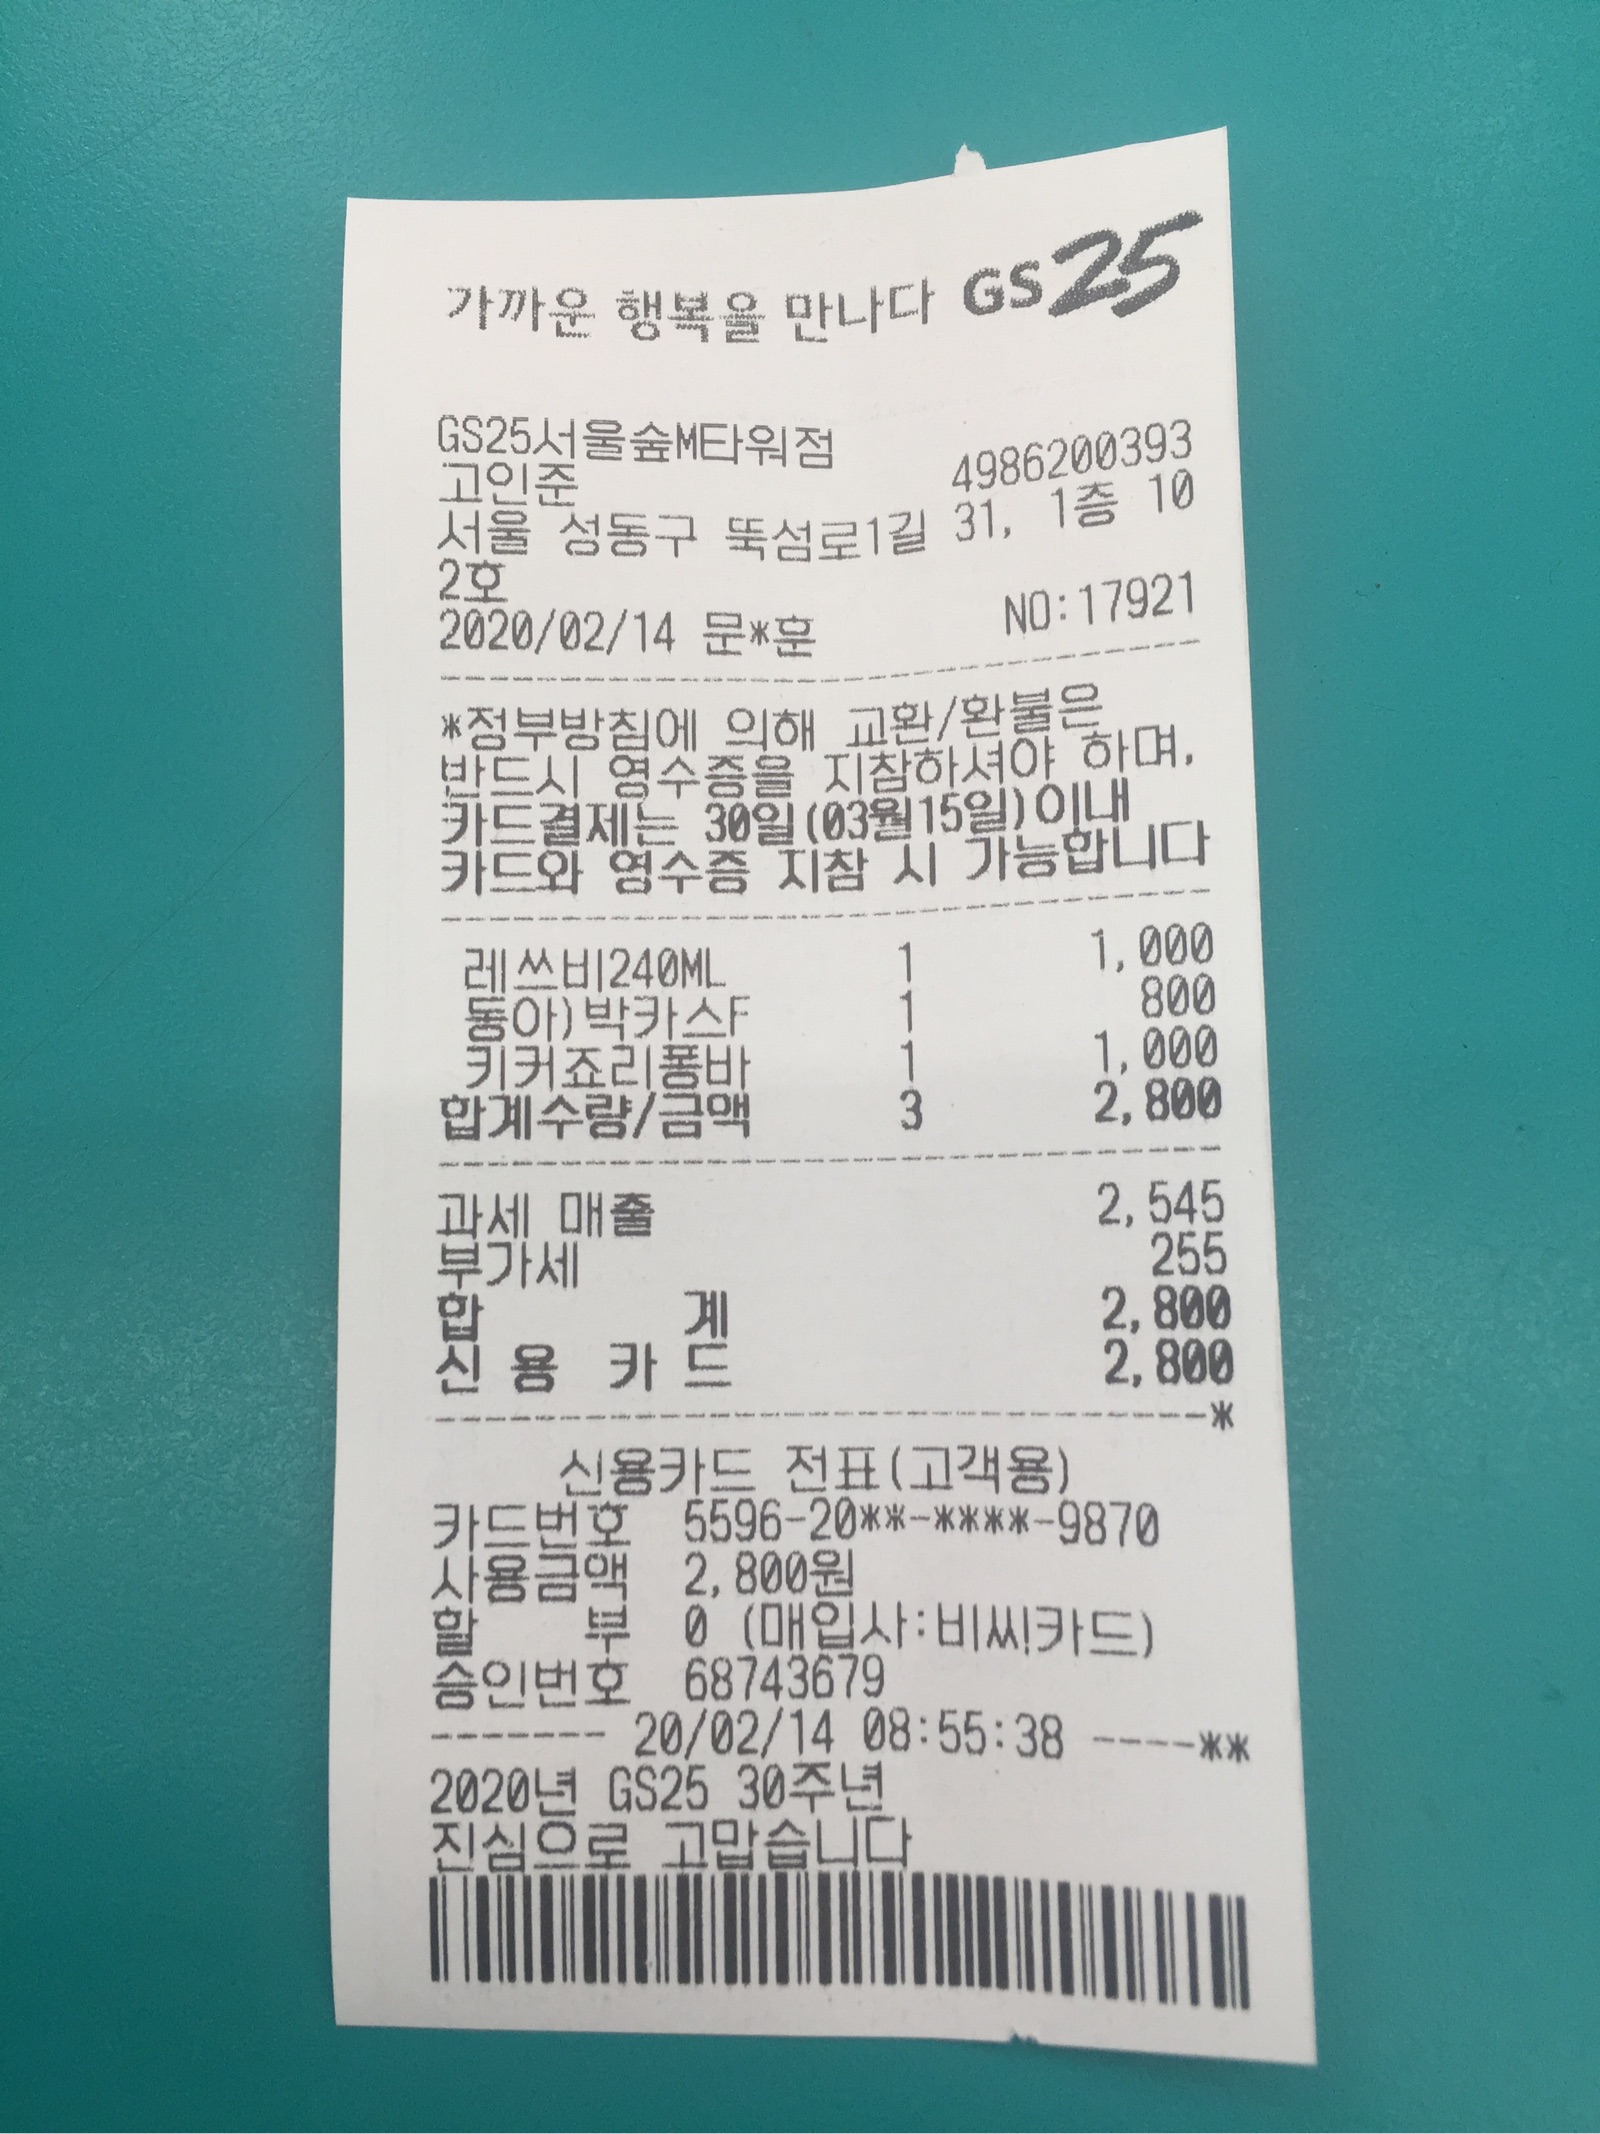 가까운 행복을 만나다 GS25
GS25서울숲M타워점 4986200393
고인준
서울 성동구 뚝섬로1길 31, 1층 10
2호
2020/02/14 문*훈 NO:17921
*정부방침에 의해 교환/환불은
반드시 영수증을 지참하셔야 하며,
카드결제는 30일(03월15일)이내
카드와 영수증 지참 시 가능합니다
레쓰비240ML 1 1,000
동아)박카스F 1 800
키커죠리퐁바 1 1,000
합계수량/금액 3 2,800
과세 매출 2,545
부가세 255
합 계 2,800
신 용 카 드 2,800
*
신용카드 전표(고객용)
카드번호 5596-20**-****-9870
사용금액 2,800원
할 부 0 (매입사:비씨!카드)
승인번호 68743679
------- 20/02/14 08:55:38 ----**
2020년 GS25 30주년
진심으로 고맙습니다